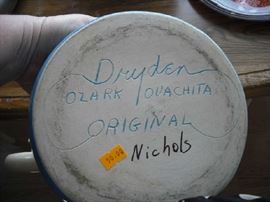 Dryden
OZARK OUACHITA
ORIGINAL
Nichols